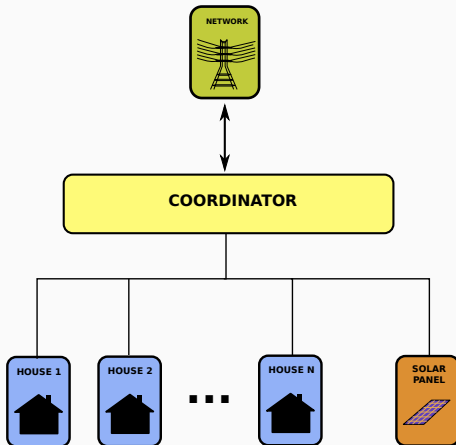 NETWORK
COORDINATOR
HOUSE 1
HOUSE 2
...
HOUSE N
SOLAR
PANEL